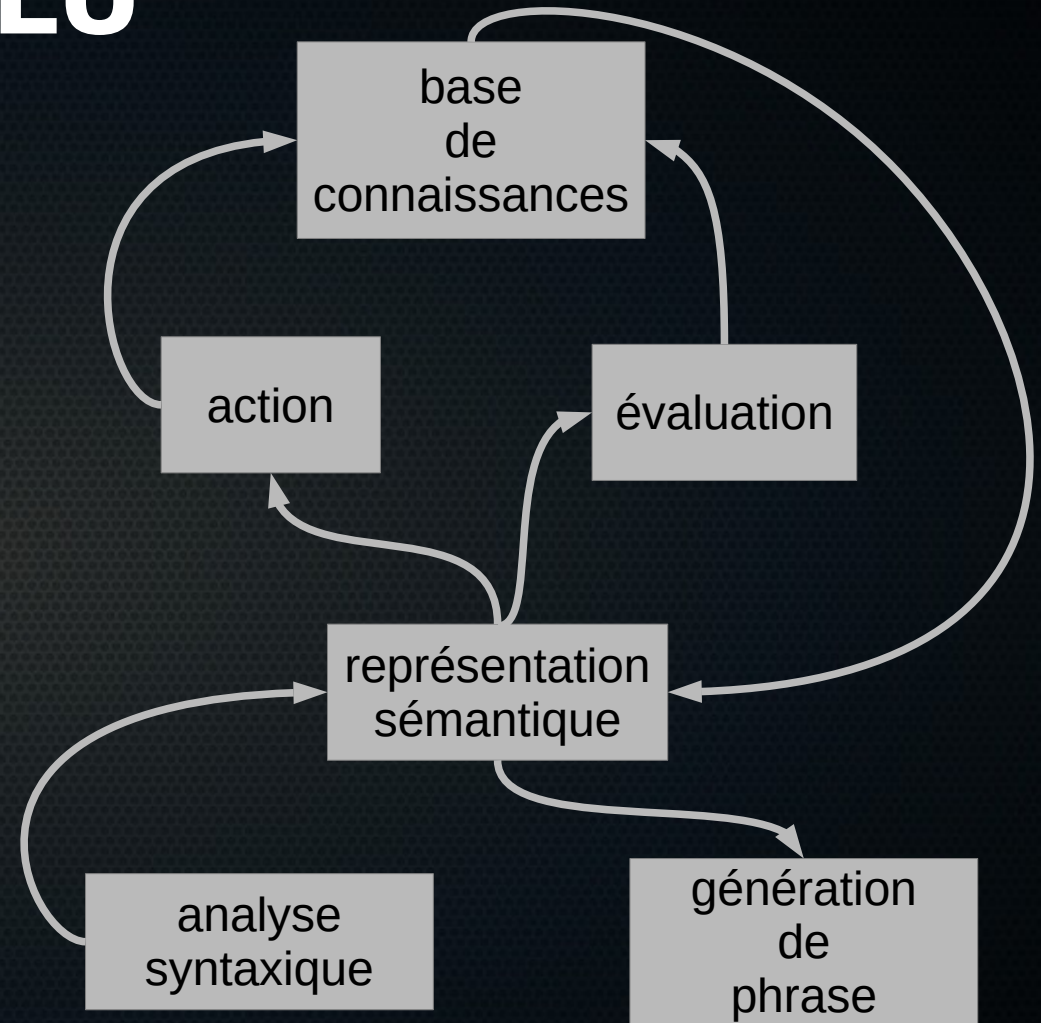 base
de
connaissances
action
évaluation
représentation
sémantique
analyse
syntaxique
génération
de
phrase